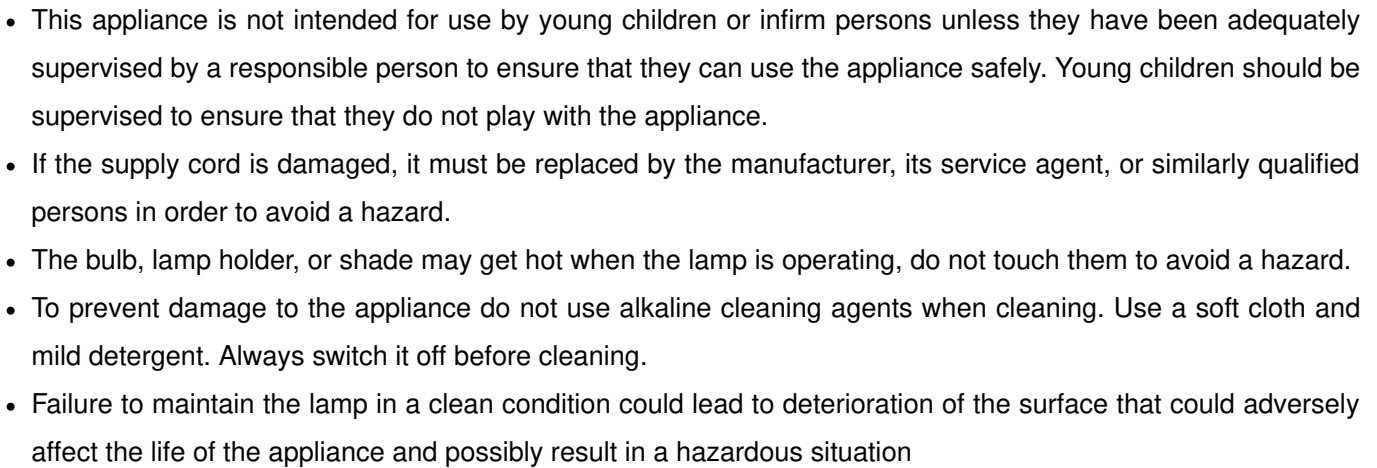 • This appliance is not intended for use by young children or infirm persons unless they have been adequately
supervised by a responsible person to ensure that they can use the appliance safely. Young children should be
supervised to ensure that they do not play with the appliance.
• If the supply cord is damaged, it must be replaced by the manufacturer, its service agent, or similarly qualified
persons in order to avoid a hazard.
• The bulb, lamp holder, or shade may get hot when the lamp is operating, do not touch them to avoid a hazard.
• To prevent damage to the appliance do not use alkaline cleaning agents when cleaning. Use a soft cloth and
mild detergent. Always switch it off before cleaning.
• Failure to maintain the lamp in a clean condition could lead to deterioration of the surface that could adversely
affect the life of the appliance and possibly result in a hazardous situation